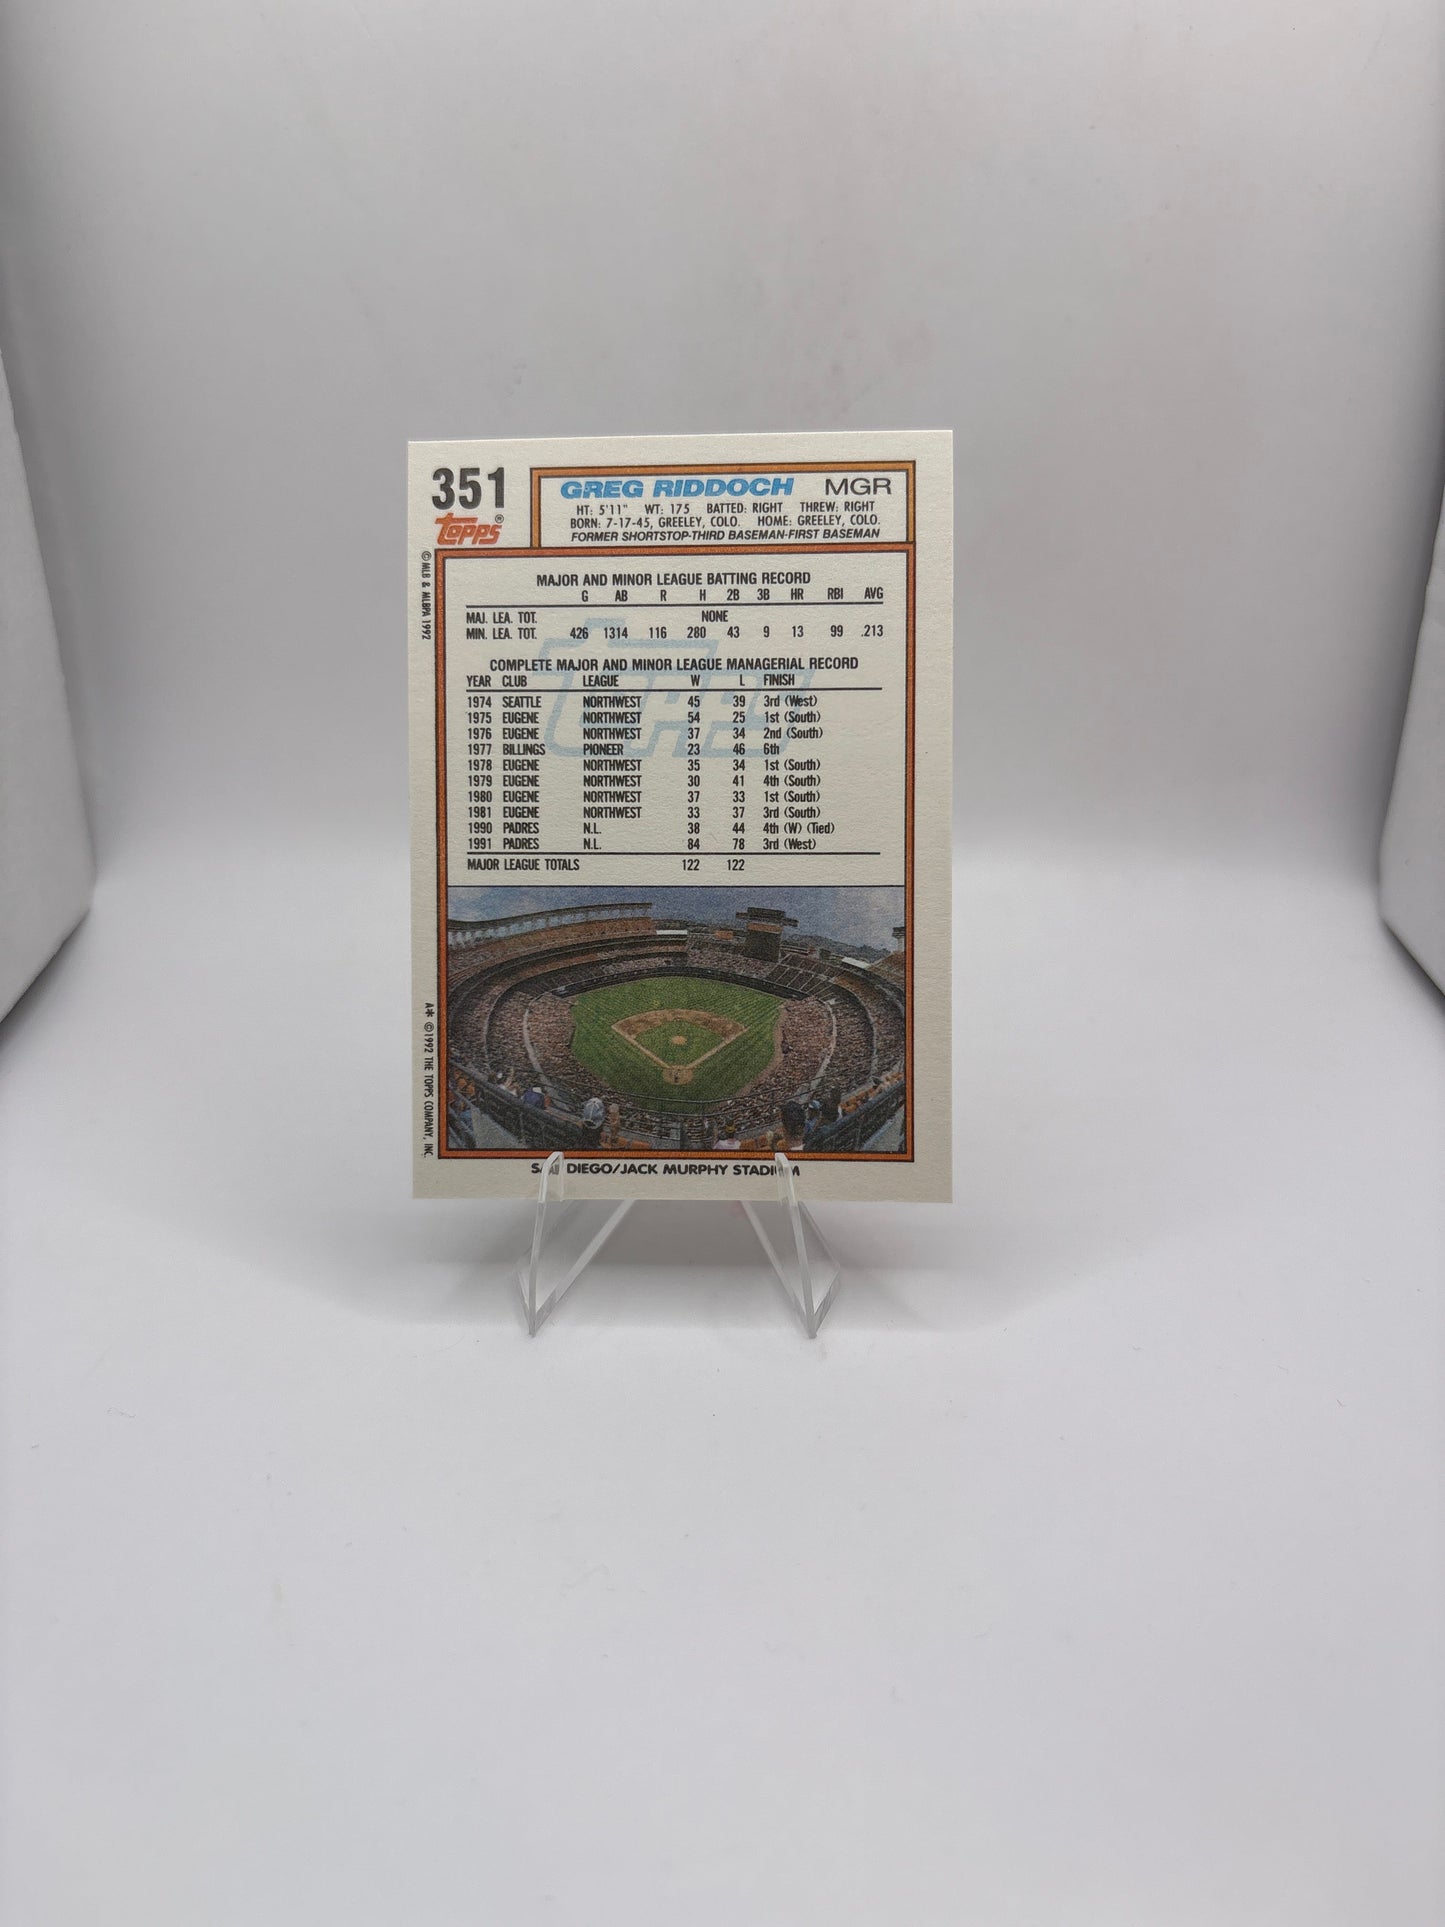 351
Topps®
GREG RIDDOCH MGR
HT: 5'11" WT: 175 BATTED: RIGHT THREW: RIGHT
BORN: 7-17-45, GREELEY, COLO. HOME: GREELEY, COLO.
FORMER SHORTSTOP-THIRD BASEMAN-FIRST BASEMAN
© MLB & MLBPA 1992
MAJOR AND MINOR LEAGUE BATTING RECORD
G AB R H 2B 3B HR RBI AVG
MAJ. LEA. TOT. NONE
MIN. LEA. TOT. 426 1314 116 280 43 9 13 99 .213
COMPLETE MAJOR AND MINOR LEAGUE MANAGERIAL RECORD
YEAR CLUB LEAGUE W L FINISH
1974 SEATTLE NORTHWEST 45 39 3rd (West)
1975 EUGENE NORTHWEST 54 25 1st (South)
1976 EUGENE NORTHWEST 37 34 2nd (South)
1977 BILLINGS PIONEER 23 46 6th
1978 EUGENE NORTHWEST 35 34 1st (South)
1979 EUGENE NORTHWEST 30 41 4th (South)
1980 EUGENE NORTHWEST 37 33 1st (South)
1981 EUGENE NORTHWEST 33 37 3rd (South)
1990 PADRES N.L. 38 44 4th (W) (Tied)
1991 PADRES N.L. 84 78 3rd (West)
MAJOR LEAGUE TOTALS 122 122
Topps
A* ©1992 THE TOPPS COMPANY, INC.
SAN DIEGO/JACK MURPHY STADIUM